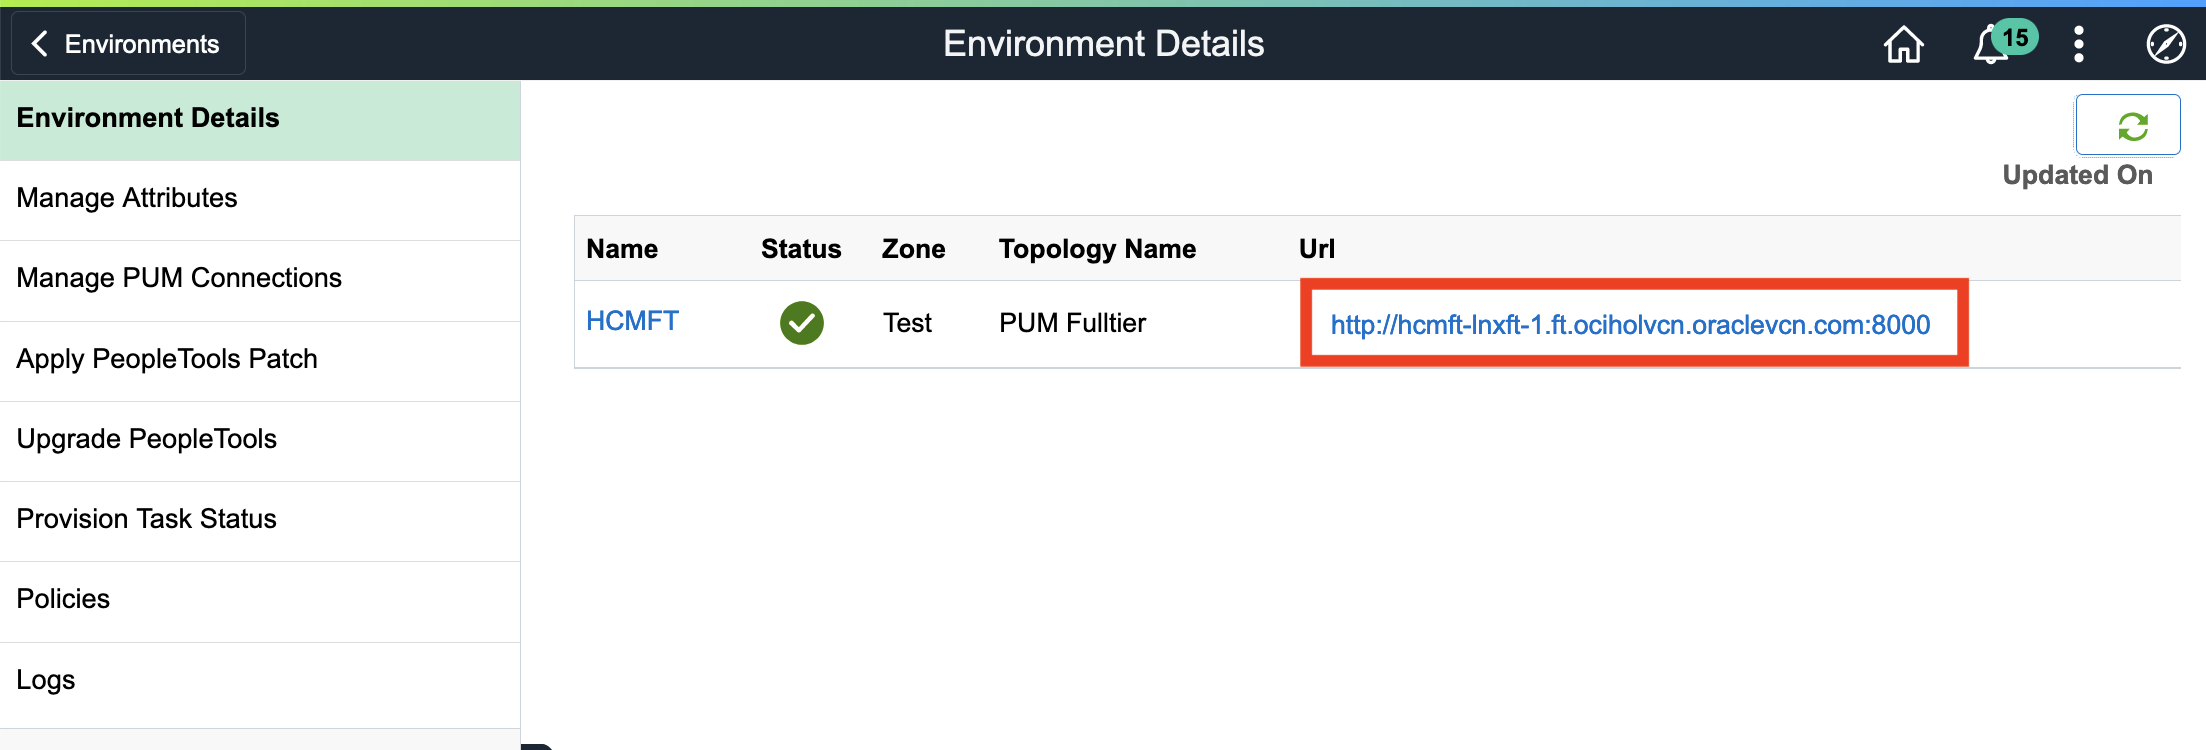 Environments
Environment Details
15
Environment Details
Manage Attributes
Manage PUM Connections
Apply PeopleTools Patch
Upgrade PeopleTools
Provision Task Status
Policies
Logs
Updated On
Name Status Zone Topology Name Url
HCMFT Test PUM Fulltier http://hcmft-lnxft-1.ft.ociholvcn.oraclevcn.com:8000